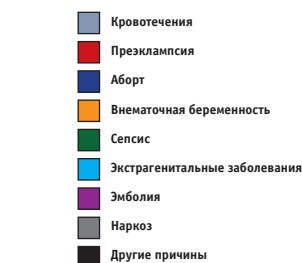 Кровотечения
Преэклампсия
Аборт
Внематочная беременность
Сепсис
Экстрагенитальные заболевания
Эмболия
Наркоз
Другие причины